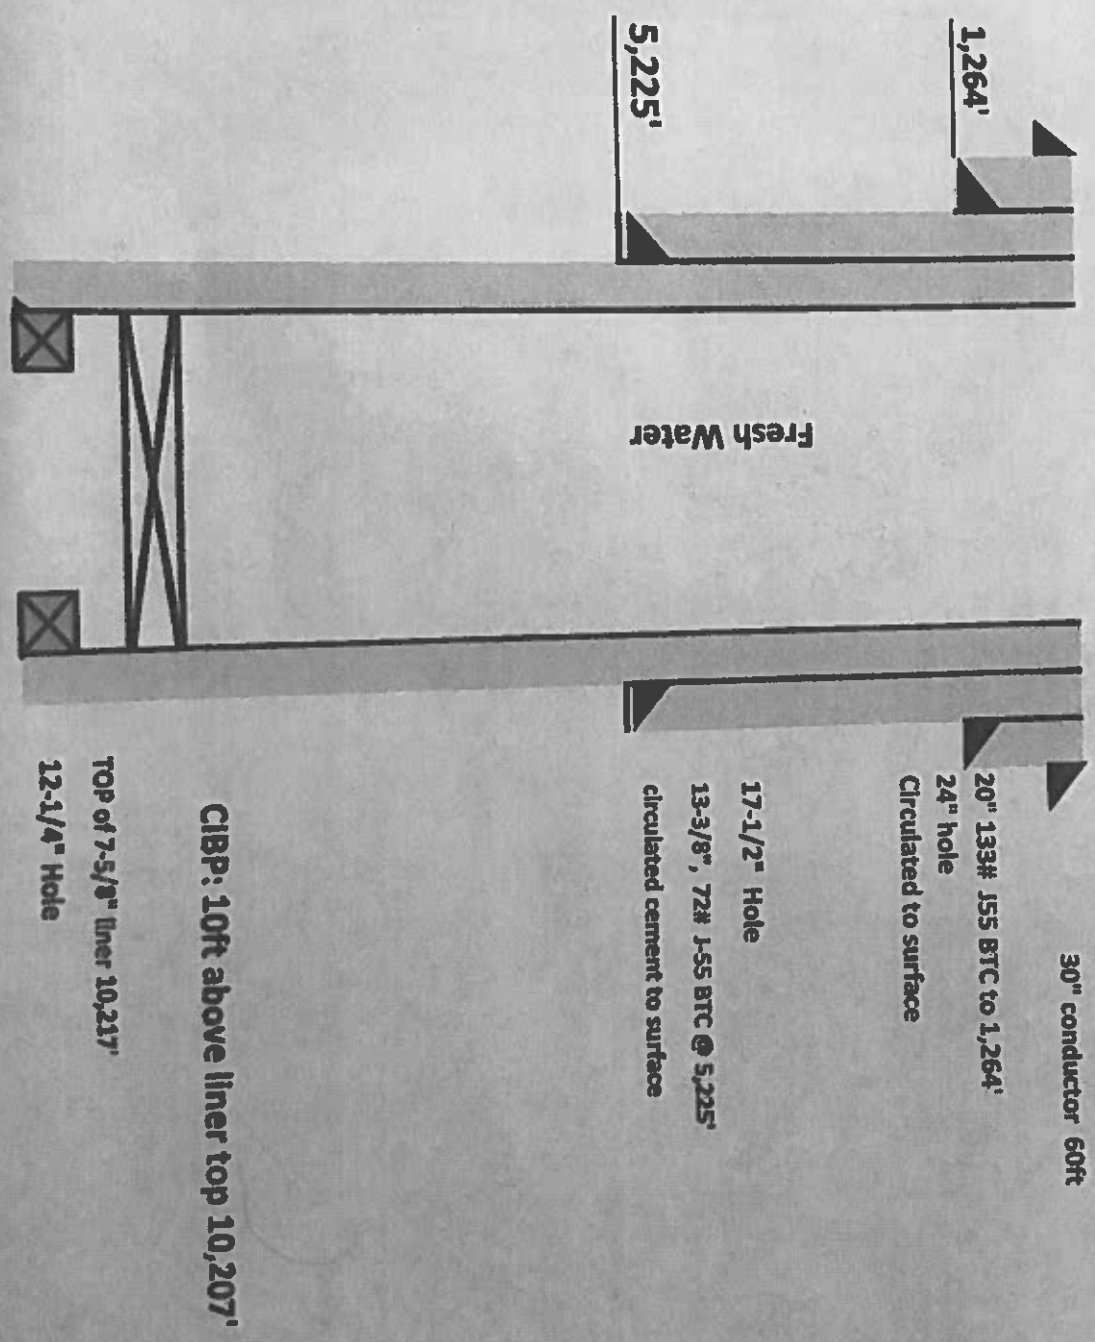 30" conductor 60ft
1,264'
20" 133# J55 BTC to 1,264'
24" hole
Circulated to surface
5,225'
17-1/2" Hole
13-3/8", 72# J-55 BTC @ 5,225'
circulated cement to surface
Fresh Water
CIBP: 10ft above liner top 10,207'
TOP of 7-5/8" liner 10,217'
12-1/4" Hole